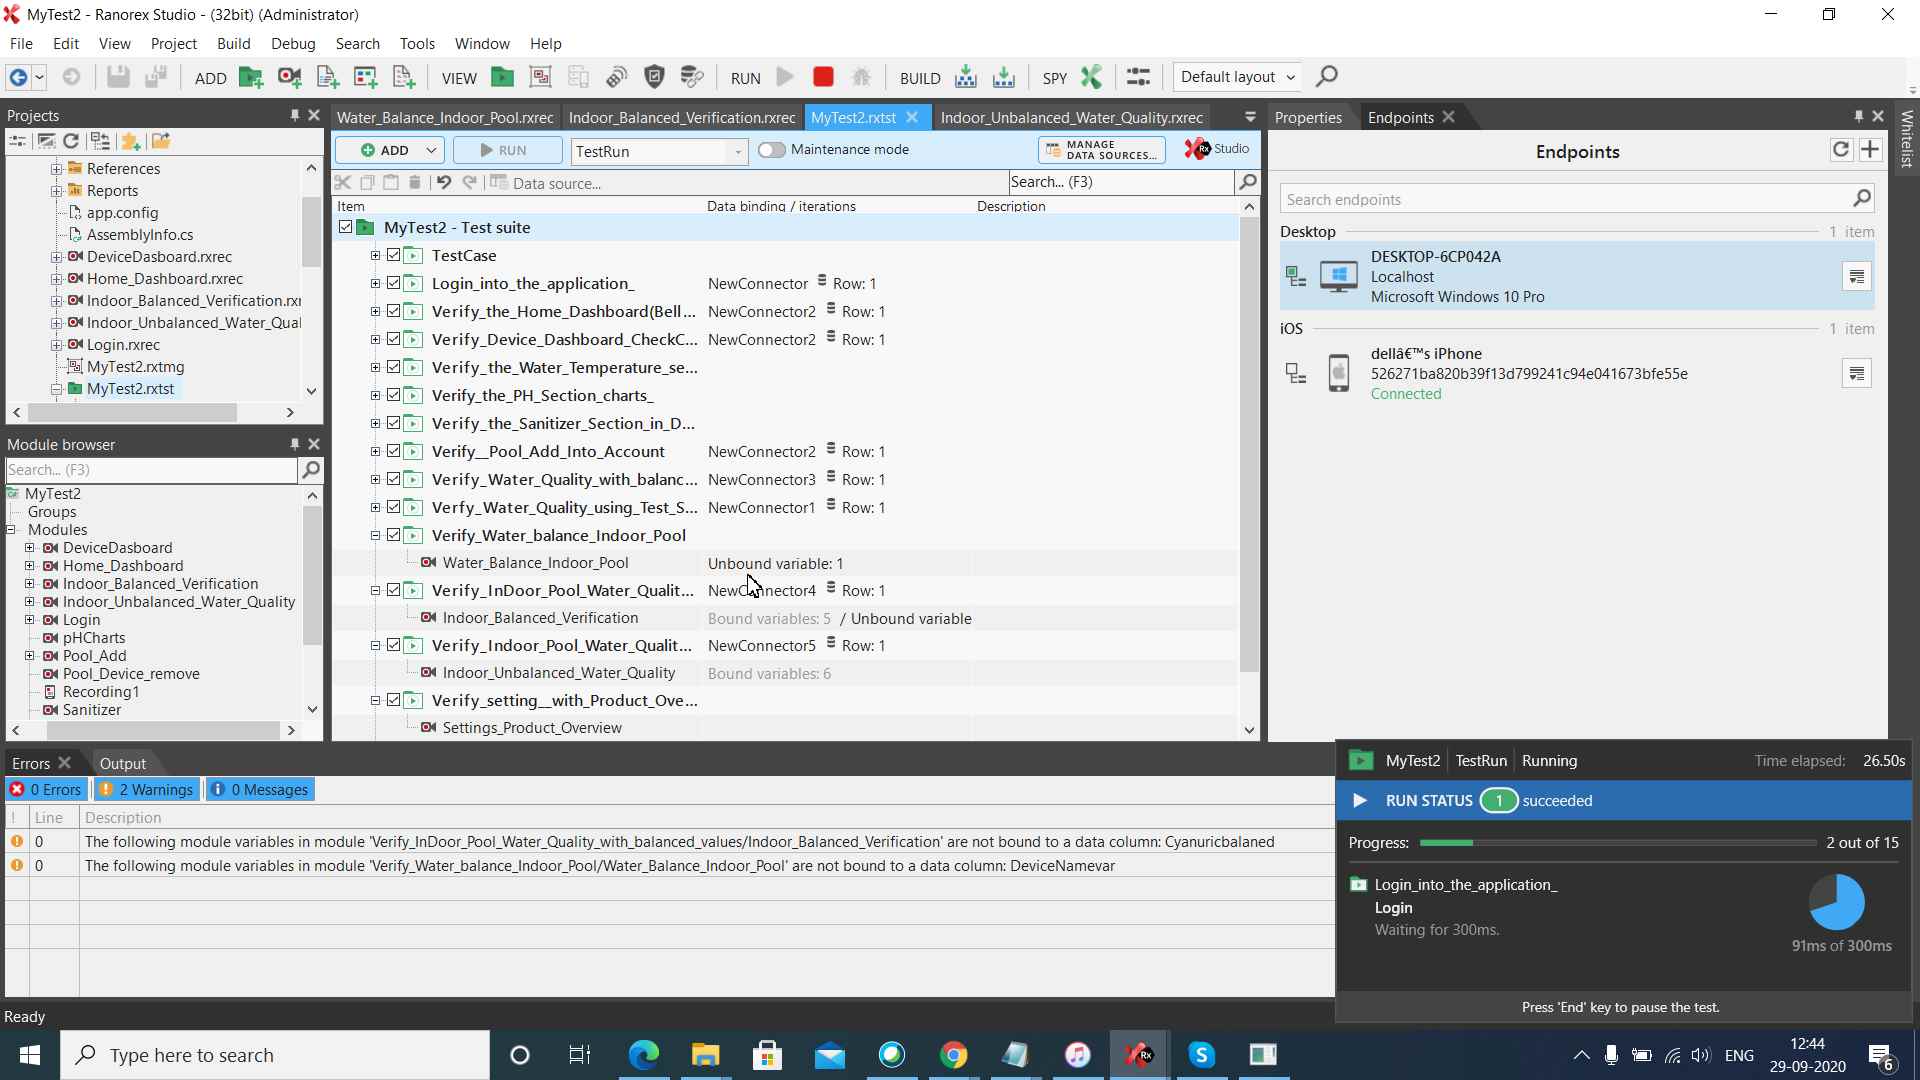 MyTest2 - Ranorex Studio - (32bit) (Administrator)
File Edit View Project Build Debug Search Tools Window Help
ADD VIEW RUN BUILD SPY Default layout
Projects
References
Reports
app.config
AssemblyInfo.cs
DeviceDasboard.rxrec
Home_Dashboard.rxrec
Indoor_Balanced_Verification.rxr
Indoor_Unbalanced_Water_Qual
Login.rxrec
MyTest2.rxtmg
MyTest2.rxtst
Module browser
Search... (F3)
MyTest2
Groups
Modules
DeviceDasboard
Home_Dashboard
Indoor_Balanced_Verification
Indoor_Unbalanced_Water_Quality
Login
pHCharts
Pool_Add
Pool_Device_remove
Recording1
Sanitizer
Water_Balance_Indoor_Pool.rxrec Indoor_Balanced_Verification.rxrec MyTest2.rxtst Indoor_Unbalanced_Water_Quality.rxrec
ADD RUN TestRun Maintenance mode MANAGE DATA SOURCES... Rx Studio
Data source... Search... (F3)
Item Data binding / iterations Description
MyTest2 - Test suite
TestCase
Login_into_the_application_ NewConnector Row: 1
Verify_the_Home_Dashboard(Bell... NewConnector2 Row: 1
Verify_Device_Dashboard_CheckC... NewConnector2 Row: 1
Verify_the_Water_Temperature_se...
Verify_the_PH_Section_charts_
Verify_the_Sanitizer_Section_in_D...
Verify__Pool_Add_Into_Account NewConnector2 Row: 1
Verify_Water_Quality_with_balanc... NewConnector3 Row: 1
Verfy_Water_Quality_using_Test_S... NewConnector1 Row: 1
Verify_Water_balance_Indoor_Pool
Water_Balance_Indoor_Pool Unbound variable: 1
Verify_InDoor_Pool_Water_Qualit... NewConnector4 Row: 1
Indoor_Balanced_Verification Bound variables: 5 / Unbound variable
Verify_Indoor_Pool_Water_Qualit... NewConnector5 Row: 1
Indoor_Unbalanced_Water_Quality Bound variables: 6
Verify_setting__with_Product_Ove...
Settings_Product_Overview
Properties Endpoints
Whitelist
Endpoints
Search endpoints
Desktop 1 item
DESKTOP-6CP042A
Localhost
Microsoft Windows 10 Pro
iOS 1 item
dellâ€™s iPhone
526271ba820b39f13d799241c94e041673bfe55e
Connected
Errors Output
0 Errors 2 Warnings 0 Messages
! Line Description
0 The following module variables in module 'Verify_InDoor_Pool_Water_Quality_with_balanced_values/Indoor_Balanced_Verification' are not bound to a data column: Cyanuricbalaned
0 The following module variables in module 'Verify_Water_balance_Indoor_Pool/Water_Balance_Indoor_Pool' are not bound to a data column: DeviceNamevar
MyTest2 TestRun Running Time elapsed: 26.50s
RUN STATUS 1 succeeded
Progress: 2 out of 15
Login_into_the_application_
Login
Waiting for 300ms.
91ms of 300ms
Press 'End' key to pause the test.
Ready
Type here to search
Rx
ENG
12:44
29-09-2020
6